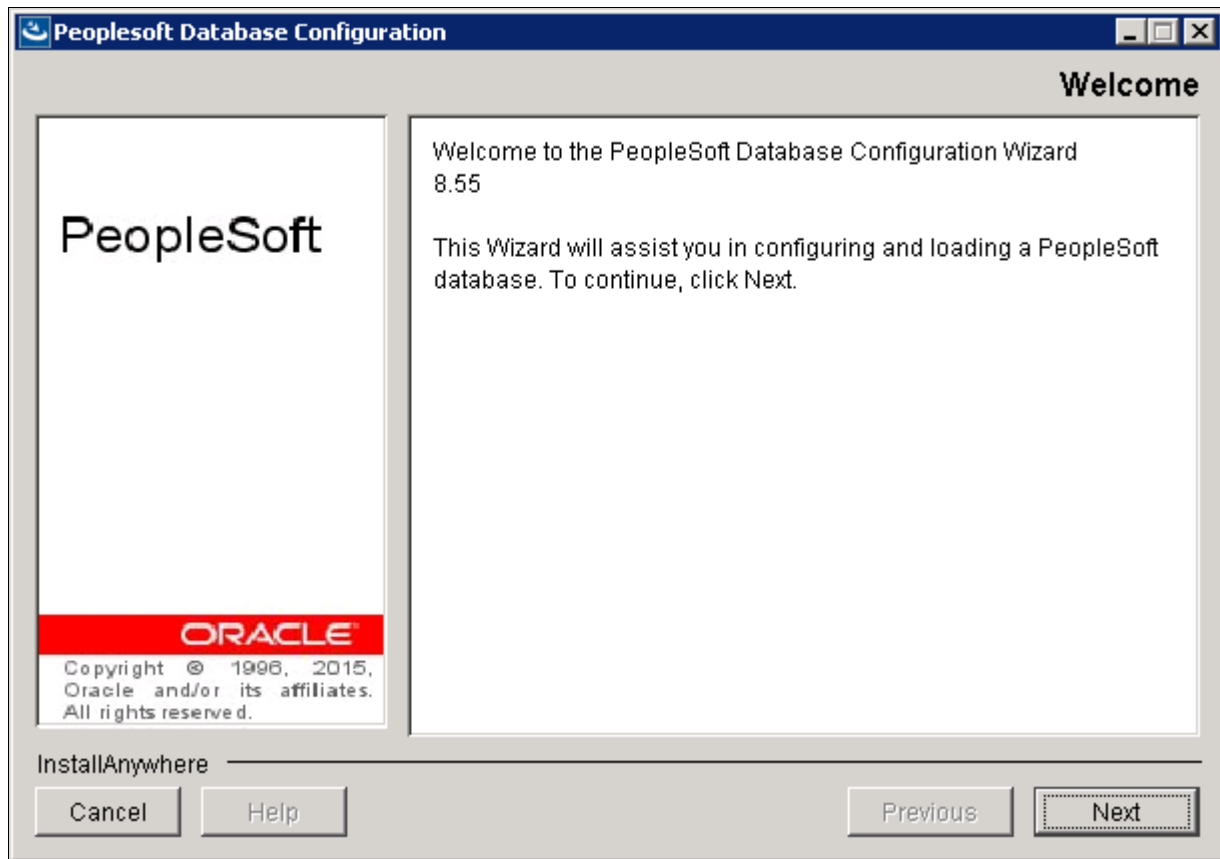 Peoplesoft Database Configuration
Welcome
PeopleSoft
ORACLE
Copyright © 1996, 2015,
Oracle and/or its affiliates.
All rights reserved.
Welcome to the PeopleSoft Database Configuration Wizard
8.55
This Wizard will assist you in configuring and loading a PeopleSoft
database. To continue, click Next.
InstallAnywhere
Cancel
Help
Previous
Next